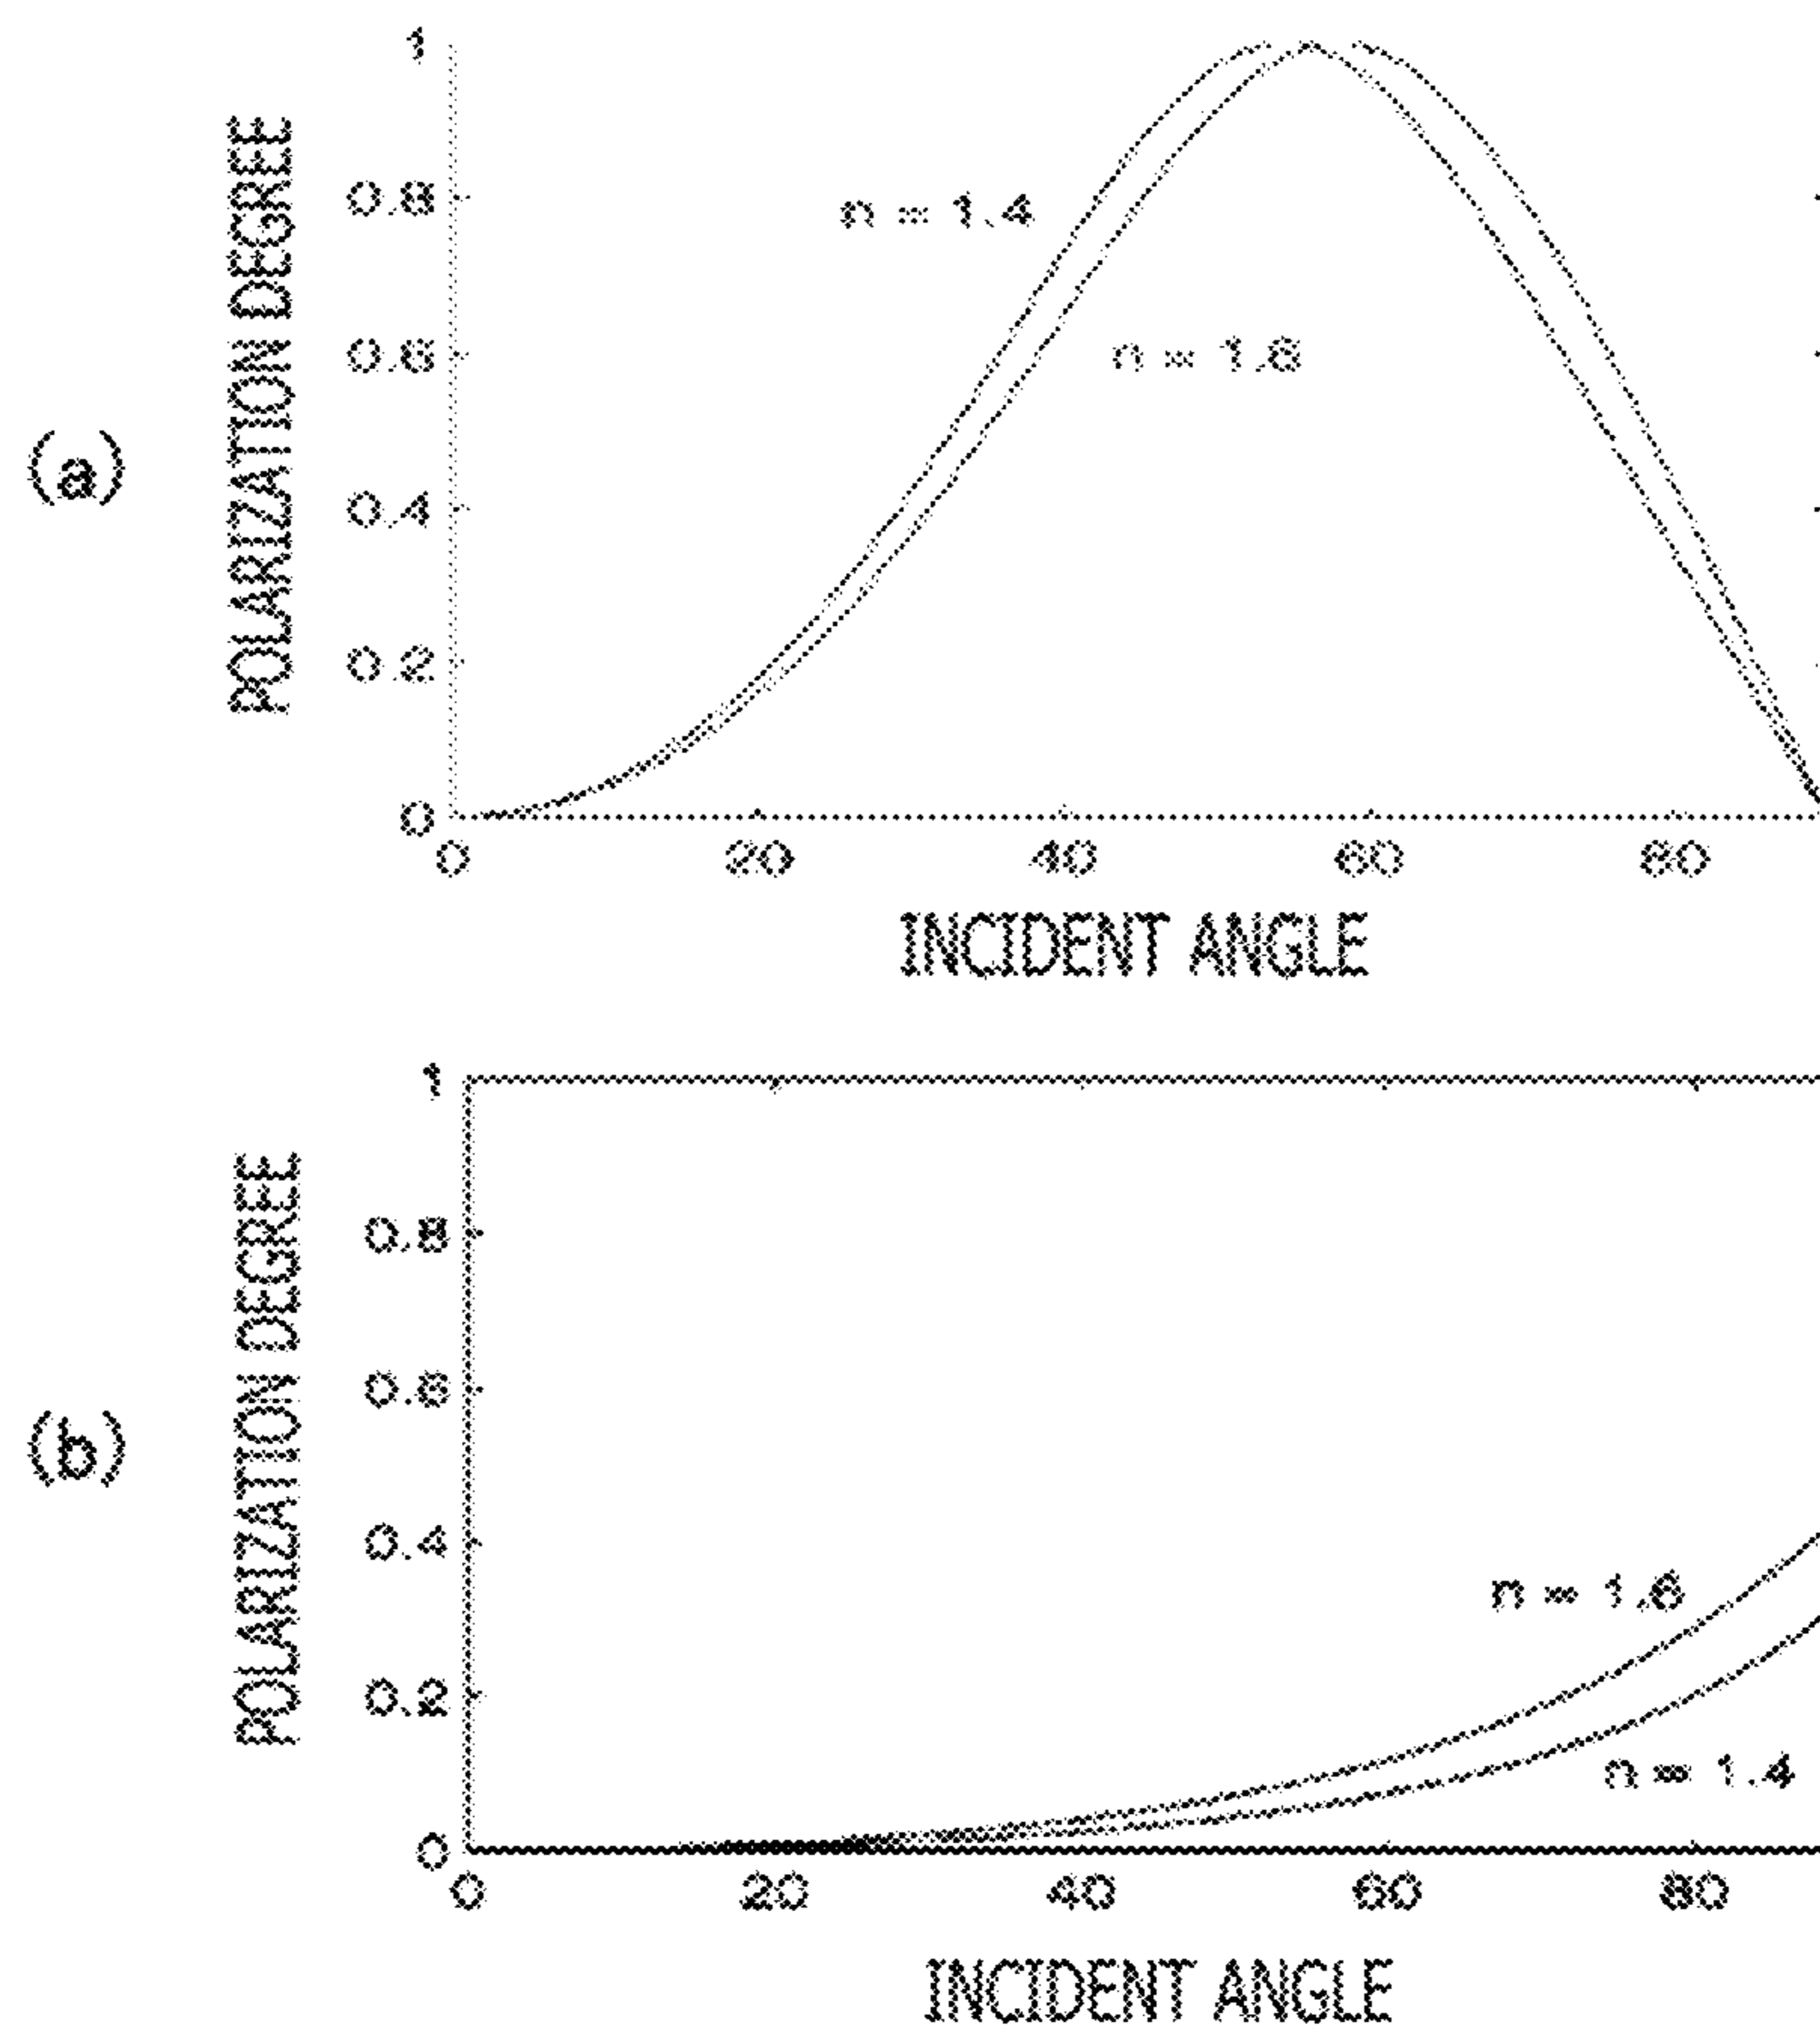 (a)
POLARIZATION DEGREE
1
0.8
0.6
0.4
0.2
0
n = 1.4
n = 1.6
0 20 40 60 80
INCIDENT ANGLE
(b)
POLARIZATION DEGREE
1
0.8
0.6
0.4
0.2
0
n = 1.6
n = 1.4
0 20 40 60 80
INCIDENT ANGLE